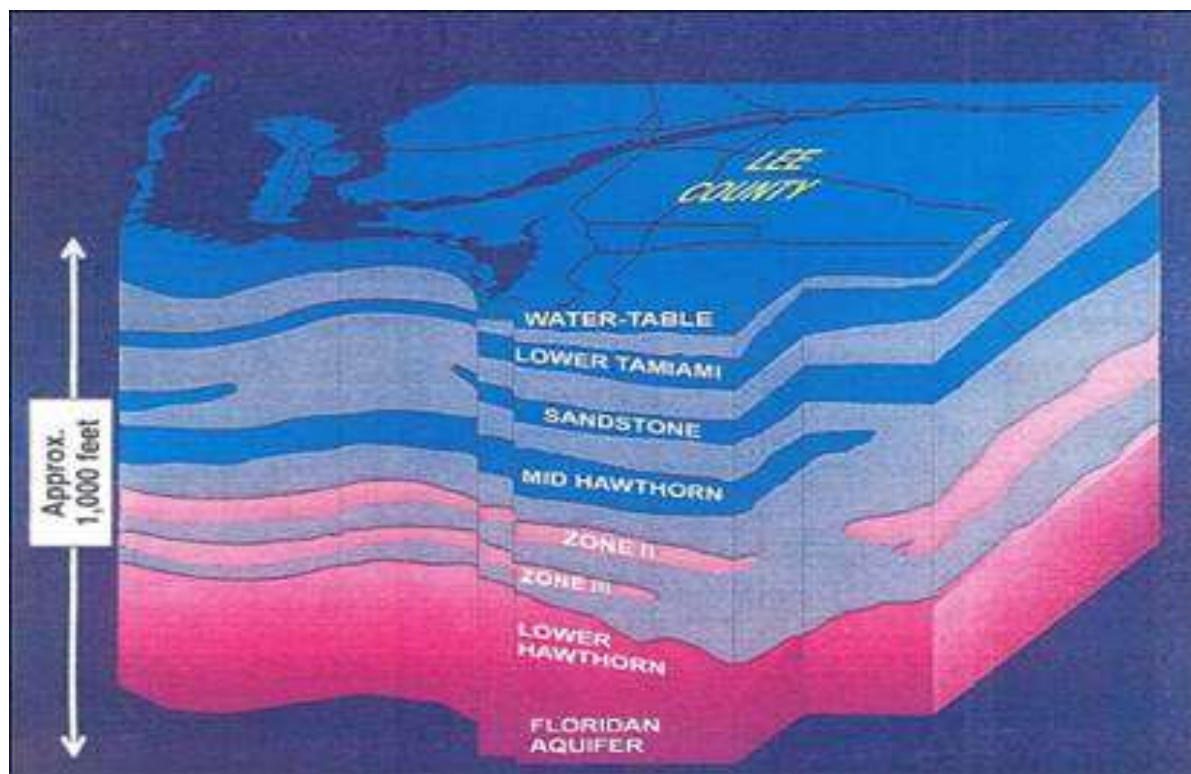 LEE
COUNTY
Approx.
1,000 feet
WATER-TABLE
LOWER TAMIAMI
SANDSTONE
MID HAWTHORN
ZONE II
ZONE III
LOWER
HAWTHORN
FLORIDAN
AQUIFER